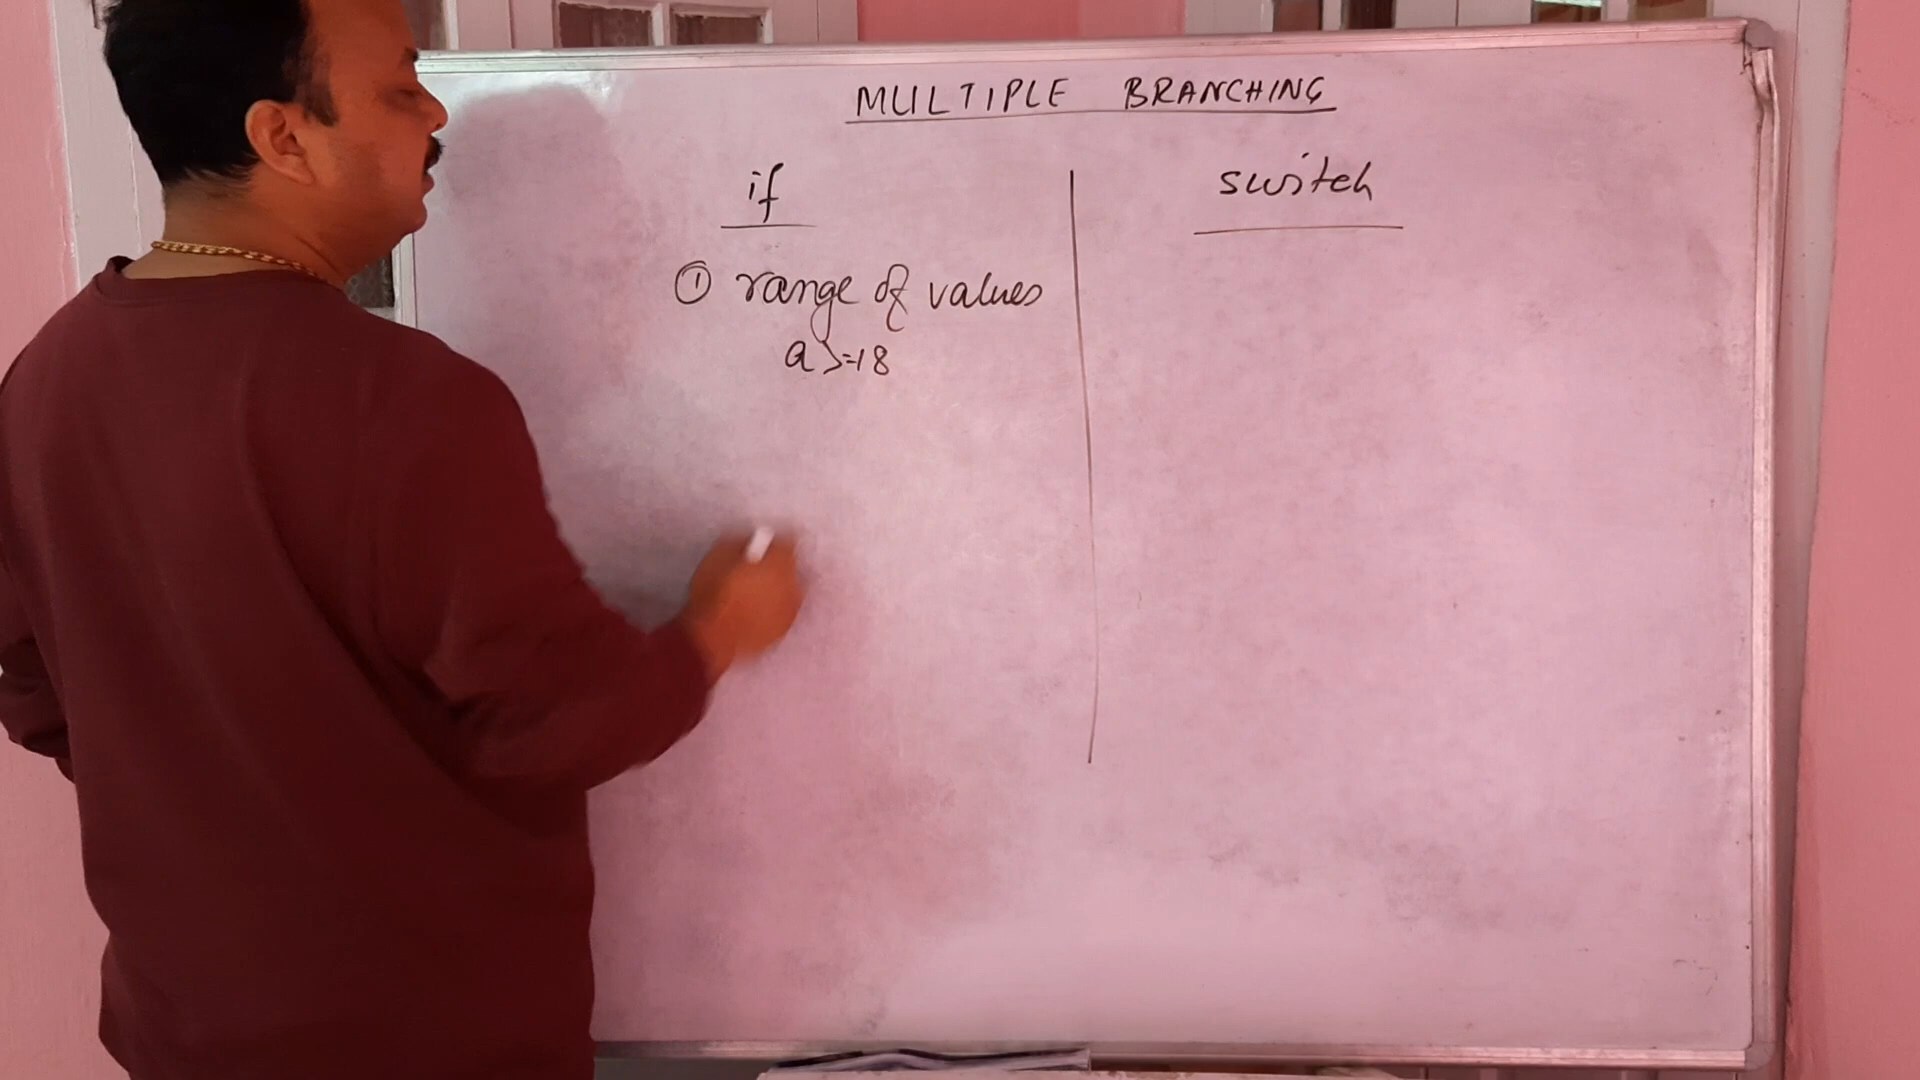 MULTIPLE BRANCHING
if
switch
① range of values
a >=18